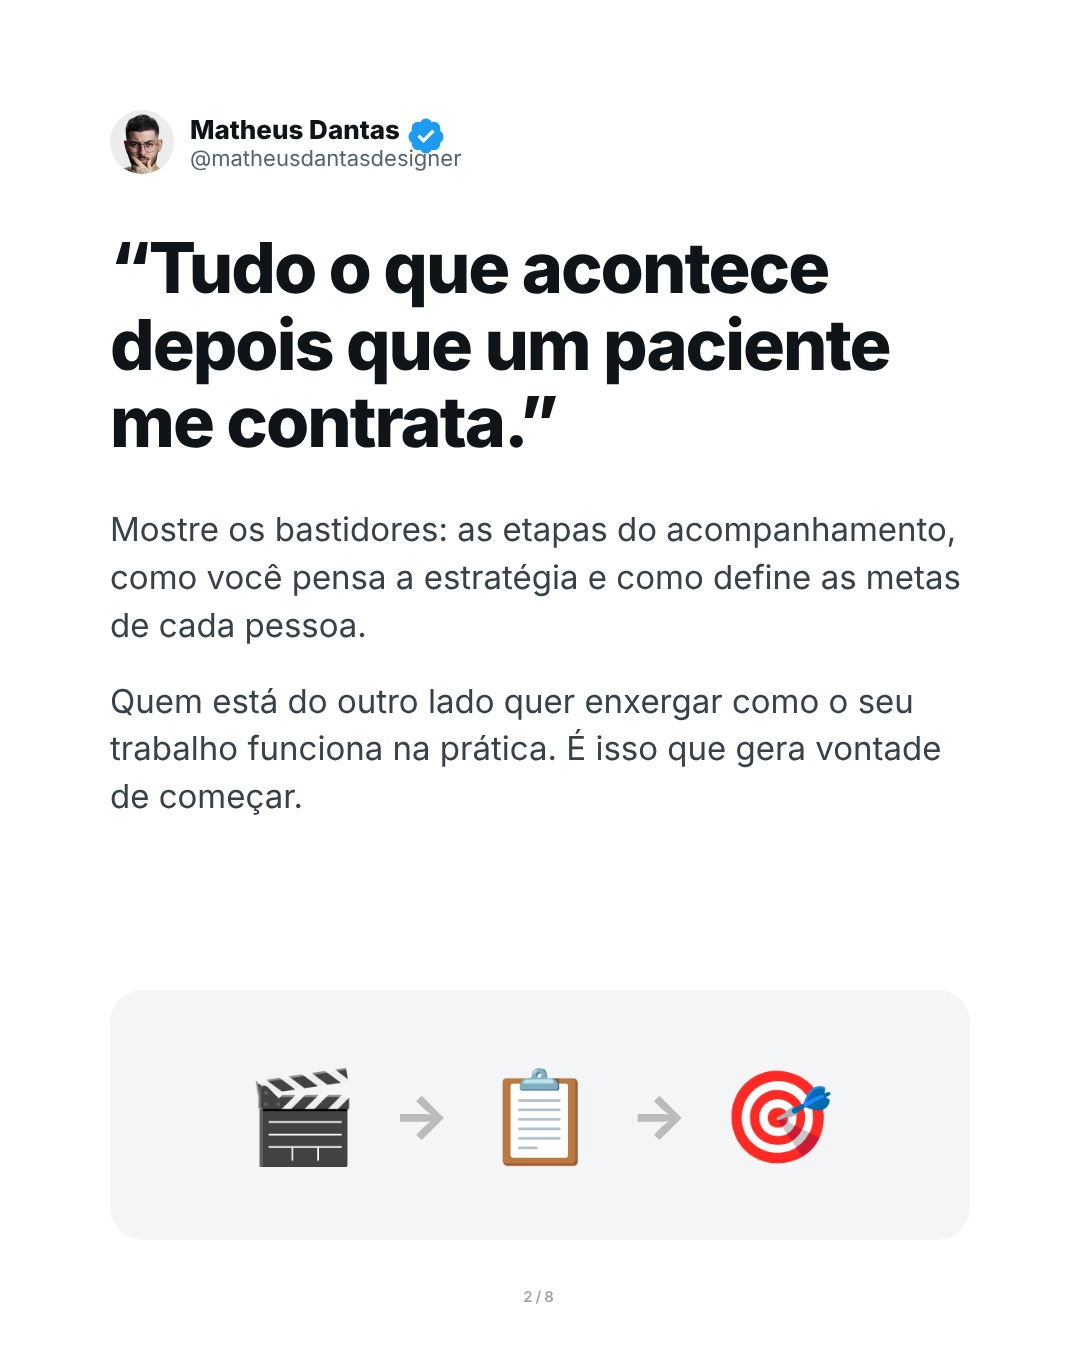 Matheus Dantas
@matheusdantasdesigner
“Tudo o que acontece
depois que um paciente
me contrata.”
Mostre os bastidores: as etapas do acompanhamento,
como você pensa a estratégia e como define as metas
de cada pessoa.
Quem está do outro lado quer enxergar como o seu
trabalho funciona na prática. É isso que gera vontade
de começar.
2 / 8